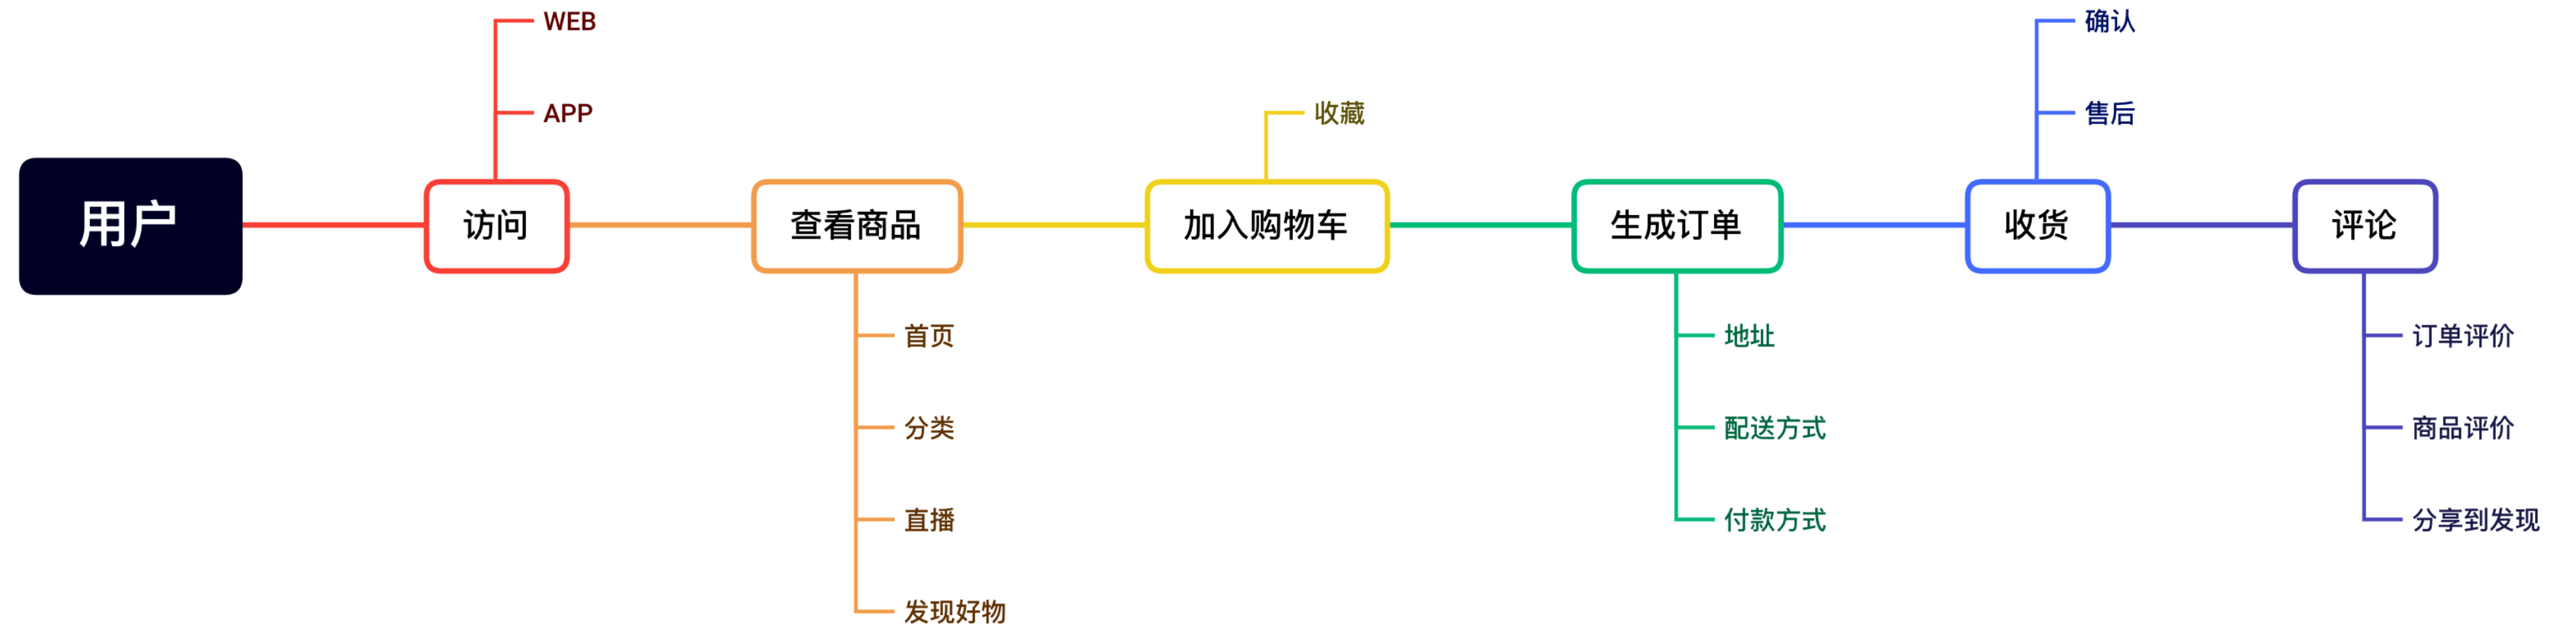 用户
访问
WEB
APP
查看商品
首页
分类
直播
发现好物
加入购物车
收藏
生成订单
地址
配送方式
付款方式
收货
确认
售后
评论
订单评价
商品评价
分享到发现